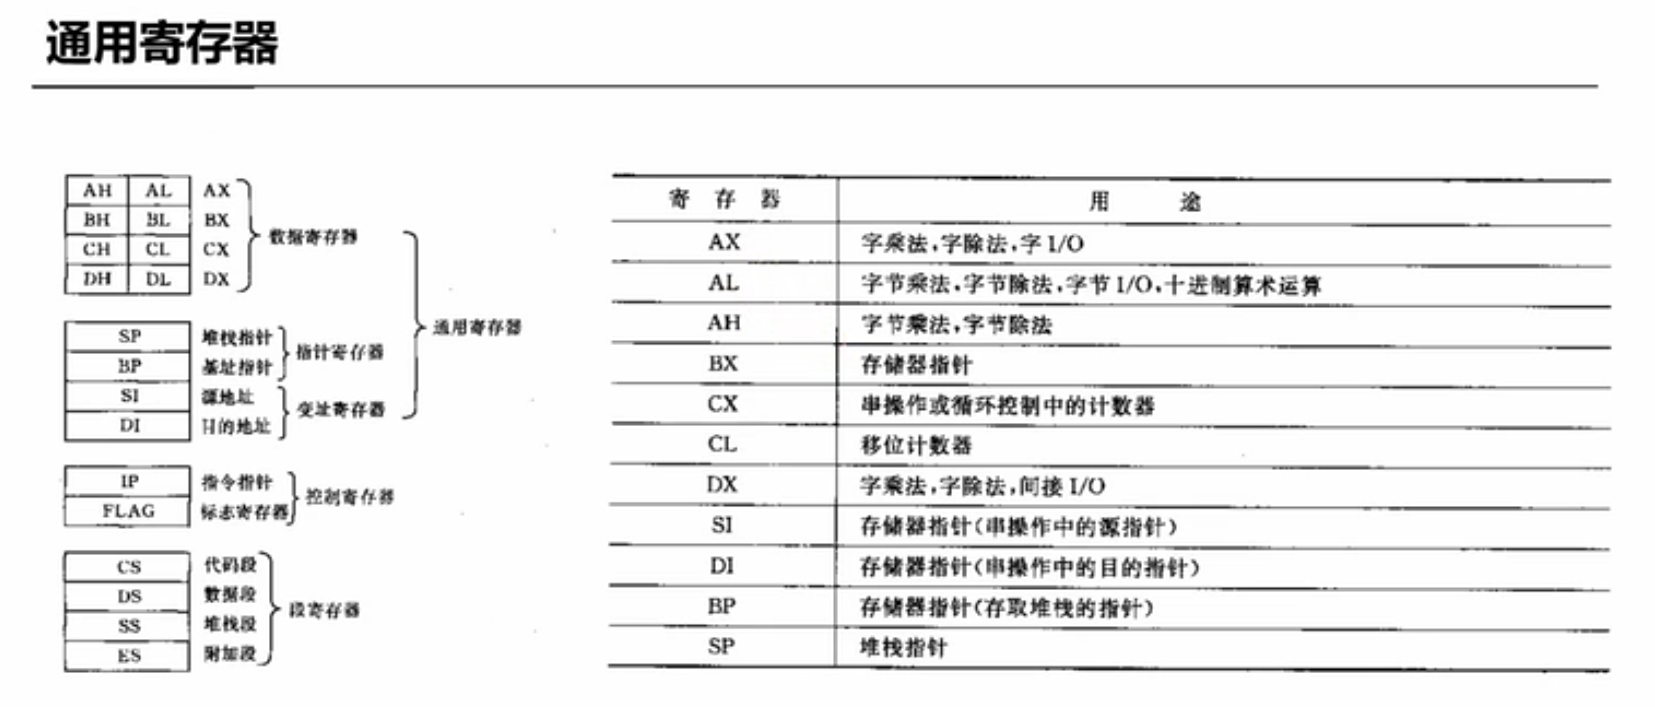 通用寄存器
AH AL AX
BH BL BX
CH CL CX
DH DL DX
数据寄存器
SP 堆栈指针
BP 基址指针
指针寄存器
SI 源地址
DI 目的地址
变址寄存器
通用寄存器
IP 指令指针
FLAG 标志寄存器
控制寄存器
CS 代码段
DS 数据段
SS 堆栈段
ES 附加段
段寄存器
寄存器 用途
AX 字乘法,字除法,字 I/O
AL 字节乘法,字节除法,字节 I/O,十进制算术运算
AH 字节乘法,字节除法
BX 存储器指针
CX 串操作或循环控制中的计数器
CL 移位计数器
DX 字乘法,字除法,间接 I/O
SI 存储器指针(串操作中的源指针)
DI 存储器指针(串操作中的目的指针)
BP 存储器指针(存取堆栈的指针)
SP 堆栈指针